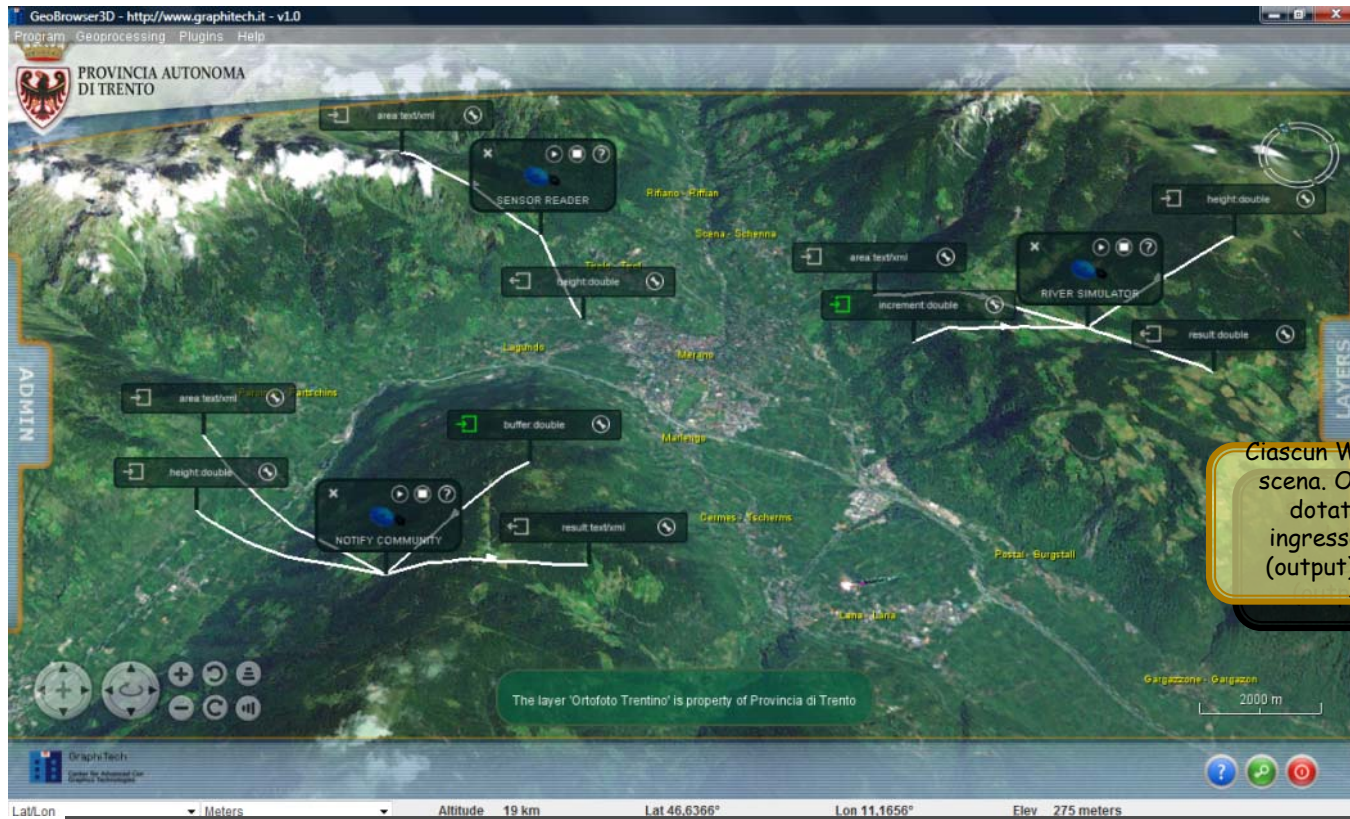 GeoBrowser3D - http://www.graphitech.it - v1.0
Program Geoprocessing Plugins Help
PROVINCIA AUTONOMA
DI TRENTO
area:text/xml
SENSOR READER
Rifiano - Riffian
height:double
Scena - Schenna
area:text/xml
height:double
increment:double
RIVER SIMULATOR
result:double
Lagundo
Merano
ADMIN
LAYERS
area:text/xml
buffer:double
Marlengo
height:double
NOTIFY COMMUNITY
result:text/xml
Cermes - Tscherms
Ciascun W
scena. O
dotat
ingress
(output)
Postal - Burgstall
Lana - Lana
Gargazzone - Gargazon
The layer 'Ortofoto Trentino' is property of Provincia di Trento
2000 m
GraphiTech
Lat/Lon Meters Altitude 19 km Lat 46,6366° Lon 11,1656° Elev 275 meters